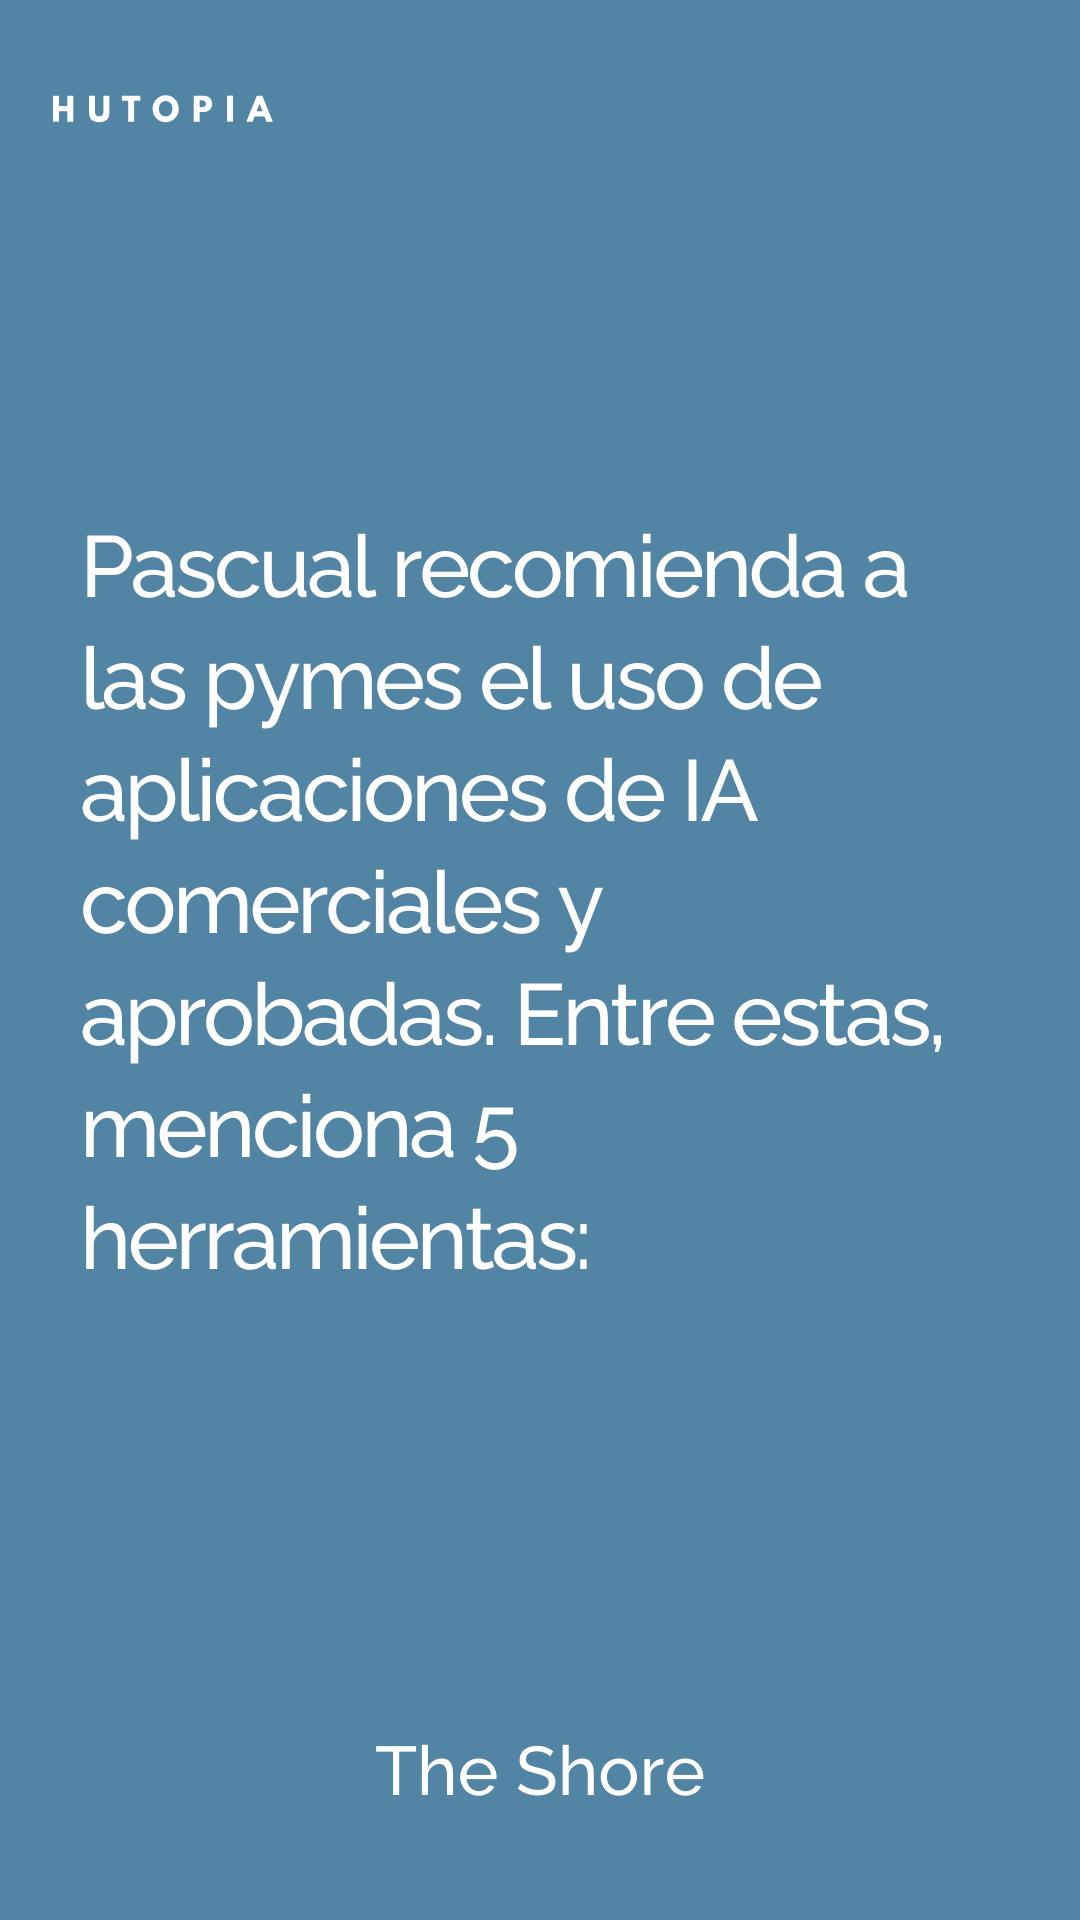 HUTOPIA
Pascual recomienda a
las pymes el uso de
aplicaciones de IA
comerciales y
aprobadas. Entre estas,
menciona 5
herramientas:
The Shore